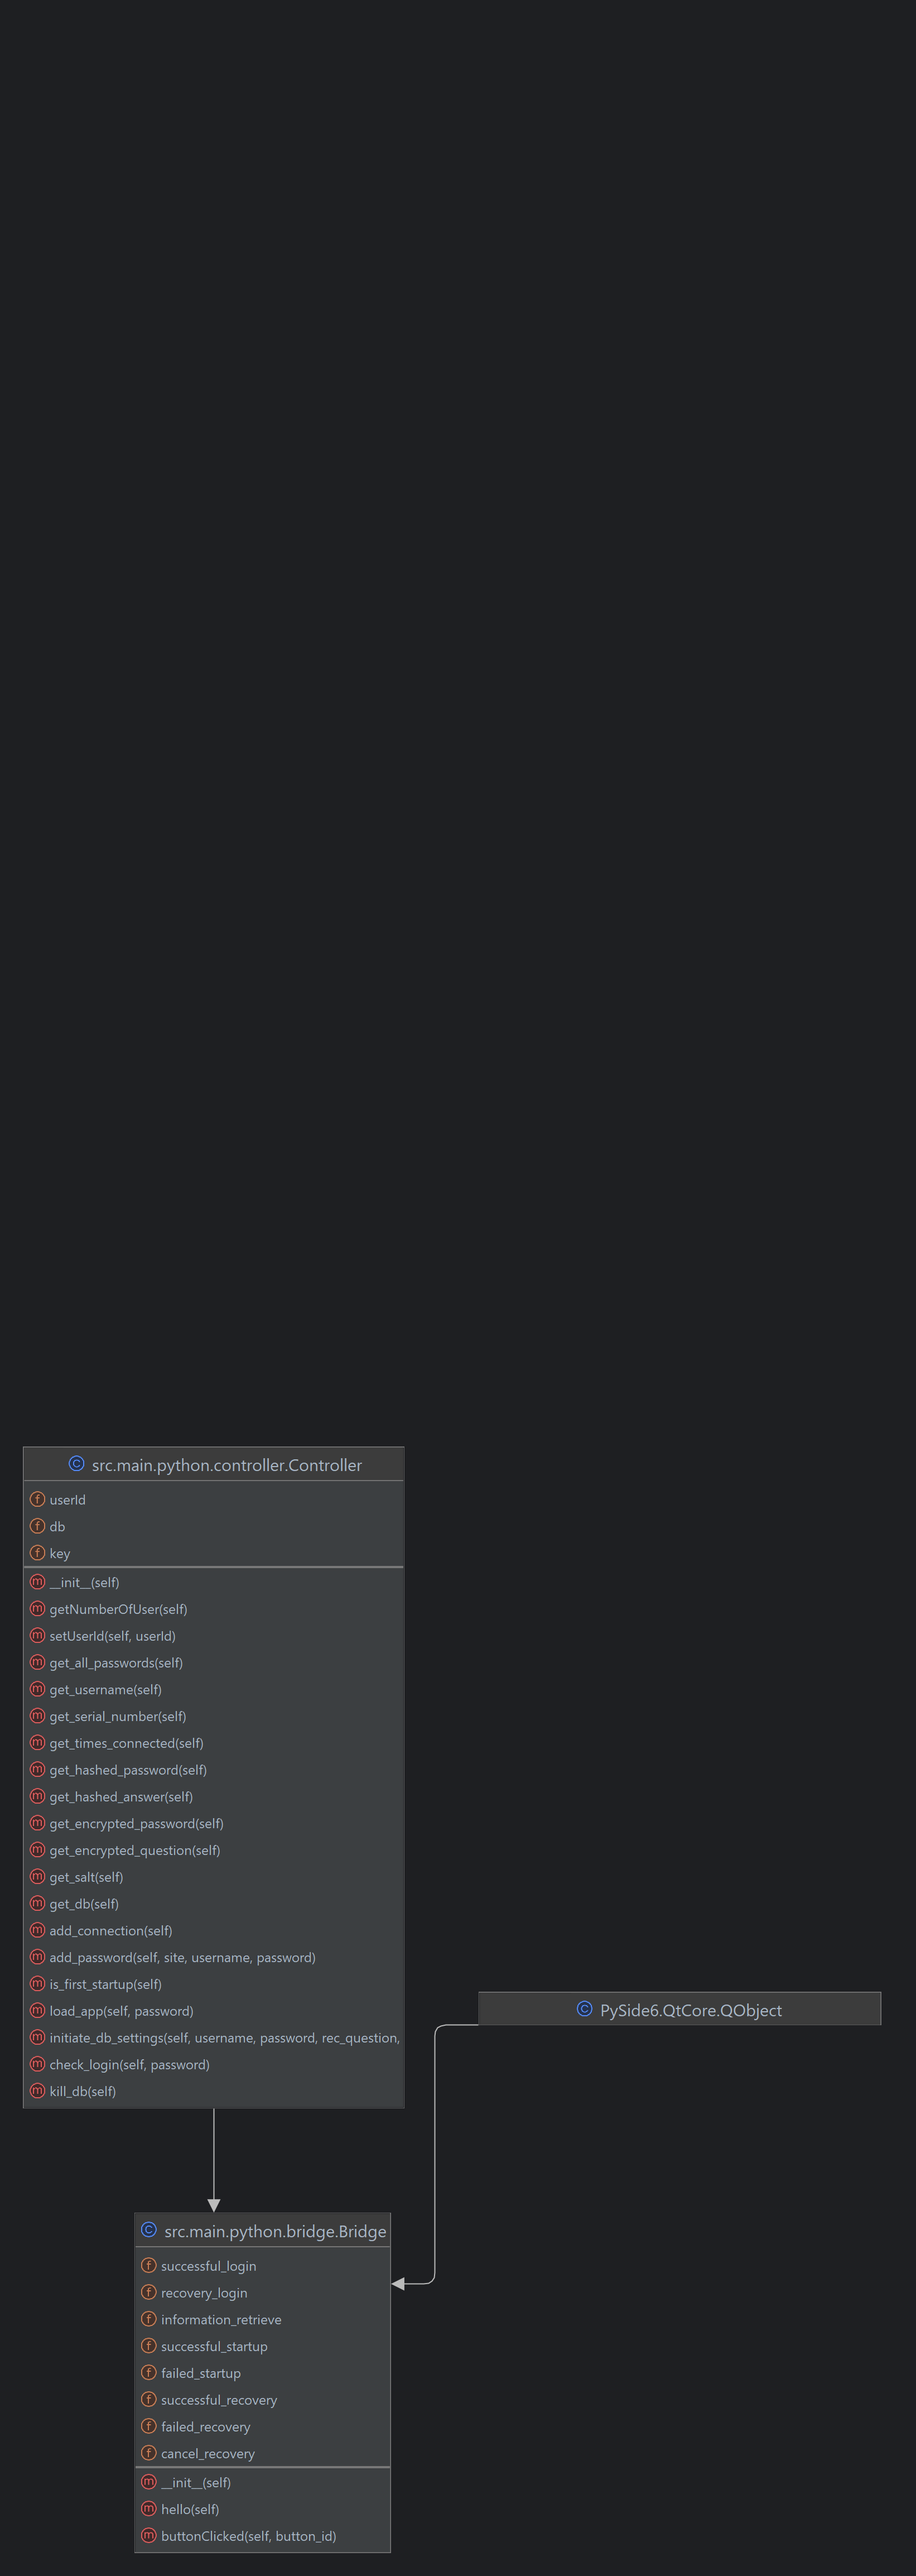 src.main.python.controller.Controller
userId
db
key
__init__(self)
getNumberOfUser(self)
setUserId(self, userId)
get_all_passwords(self)
get_username(self)
get_serial_number(self)
get_times_connected(self)
get_hashed_password(self)
get_hashed_answer(self)
get_encrypted_password(self)
get_encrypted_question(self)
get_salt(self)
get_db(self)
add_connection(self)
add_password(self, site, username, password)
is_first_startup(self)
load_app(self, password)
initiate_db_settings(self, username, password, rec_question,
check_login(self, password)
kill_db(self)
PySide6.QtCore.QObject
src.main.python.bridge.Bridge
successful_login
recovery_login
information_retrieve
successful_startup
failed_startup
successful_recovery
failed_recovery
cancel_recovery
__init__(self)
hello(self)
buttonClicked(self, button_id)